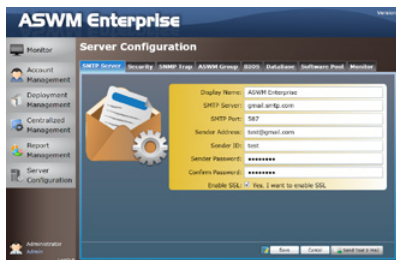 ASWM Enterprise
Version
Monitor
Account
Management
Deployment
Management
Centralized
Management
Report
Management
Server
Configuration
Administrator
Admin
Server Configuration
SMTP Server Security SNMP Trap ASWM Group BIOS Database Software Pool Monitor
Display Name: ASWM Enterprise
SMTP Server: gmail.smtp.com
SMTP Port: 587
Sender Address: test@gmail.com
Sender ID: test
Sender Password: ••••••••
Confirm Password: ••••••••
Enable SSL: Yes, I want to enable SSL
Save Cancel Send Test E-mail